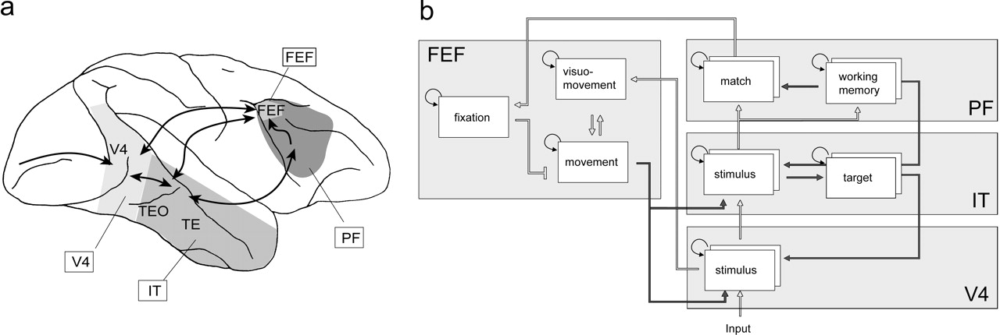 a
FEF
FEF
V4
TEO
TE
PF
V4
IT
b
FEF
visuo-
movement
fixation
movement
match
working
memory
PF
stimulus
target
IT
stimulus
V4
Input